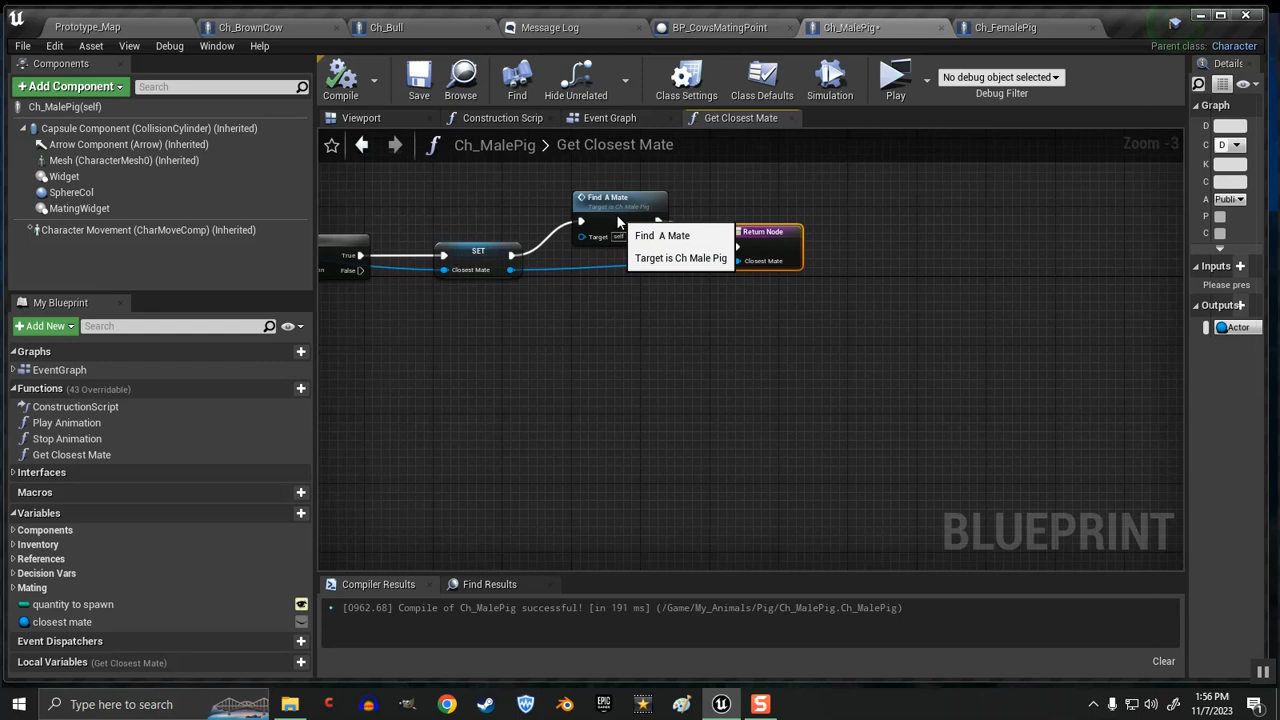 Prototype_Map
Ch_BrownCow
Ch_Bull
Message Log
BP_CowsMatingPoint
Ch_MalePig*
Ch_FemalePig
File Edit Asset View Window Help
Parent class: Character
Components
Details
+Add Component
Search
Compile
Save
Browse
Find
Hide Unrelated
Class Settings
Class Defaults
Simulation
Play
No debug object selected
Debug Filter
Ch_MalePig(self)
Capsule Component (CollisionCylinder) (Inherited)
Arrow Component (Arrow) (Inherited)
Mesh (CharacterMesh0) (Inherited)
Widget
SphereCol
MatingWidget
Character Movement (CharMoveComp) (Inherited)
Viewport
Construction Scrip
Event Graph
Get Closest Mate
Ch_MalePig > Get Closest Mate
Zoom -3
Find A Mate
Target is Ch Male Pig
Target self
True
False
SET
Closest Mate
Find A Mate
Target is Ch Male Pig
Return Node
Closest Mate
BLUEPRINT
Graph
D
C D
K
C
A Publi
P
C
Inputs
Please pres
Outputs
Actor
My Blueprint
+Add New
Search
Graphs
EventGraph
Functions (43 Overridable)
ConstructionScript
Play Animation
Stop Animation
Get Closest Mate
Interfaces
Macros
Variables
Components
Inventory
References
Decision Vars
Mating
quantity to spawn
closest mate
Event Dispatchers
Local Variables (Get Closest Mate)
Compiler Results
Find Results
[0962.68] Compile of Ch_MalePig successful! [in 191 ms] (/Game/My_Animals/Pig/Ch_MalePig.Ch_MalePig)
Clear
Type here to search
1:56 PM
11/7/2023